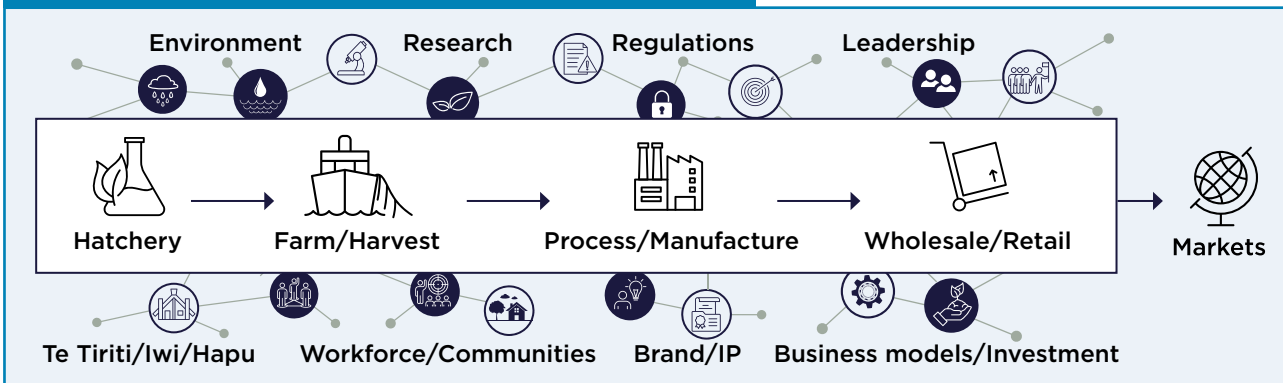 Environment
Research
Regulations
Leadership
Hatchery
Farm/Harvest
Process/Manufacture
Wholesale/Retail
Markets
Te Tiriti/Iwi/Hapu
Workforce/Communities
Brand/IP
Business models/Investment